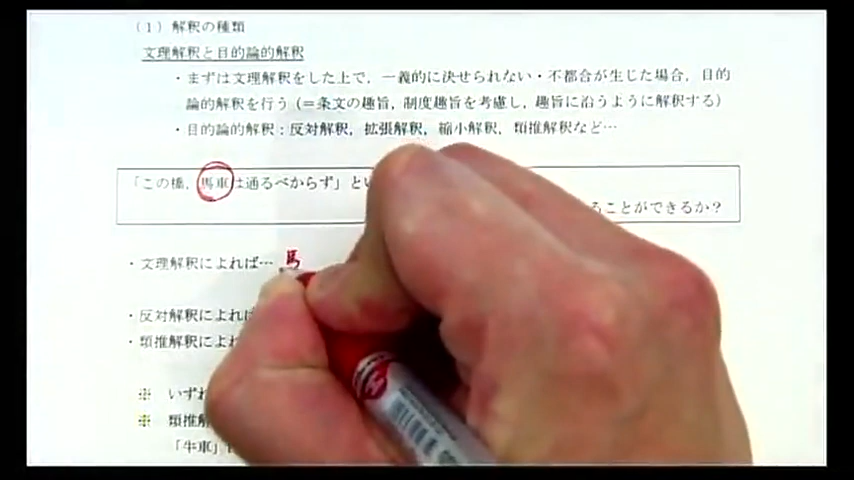 (1) 解釈の種類
文理解釈と目的論的解釈
・まずは文理解釈をした上で，一義的に決せられない・不都合が生じた場合，目的
論的解釈を行う（＝条文の趣旨，制度趣旨を考慮し，趣旨に沿うように解釈する）
・目的論的解釈：反対解釈，拡張解釈，縮小解釈，類推解釈など…
「この橋，馬車は通るべからず」とい
ることができるか？
・文理解釈によれば… 馬
・反対解釈によれば
・類推解釈によれ
※ いずれ
※ 類推解
「牛車」